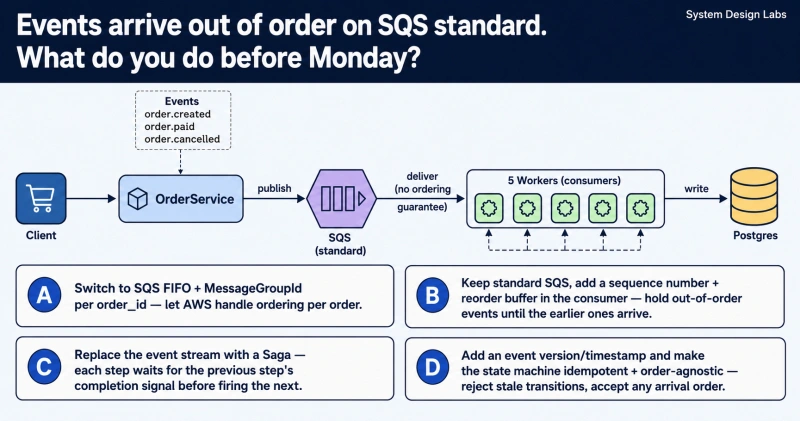 Events arrive out of order on SQS standard.
What do you do before Monday?
System Design Labs
Events
order.created
order.paid
order.cancelled
Client
OrderService
publish
SQS
(standard)
deliver
(no ordering
guarantee)
5 Workers (consumers)
write
Postgres
A
Switch to SQS FIFO + MessageGroupId
per order_id — let AWS handle ordering per order.
B
Keep standard SQS, add a sequence number +
reorder buffer in the consumer — hold out-of-order
events until the earlier ones arrive.
C
Replace the event stream with a Saga —
each step waits for the previous step's
completion signal before firing the next.
D
Add an event version/timestamp and make
the state machine idempotent + order-agnostic —
reject stale transitions, accept any arrival order.